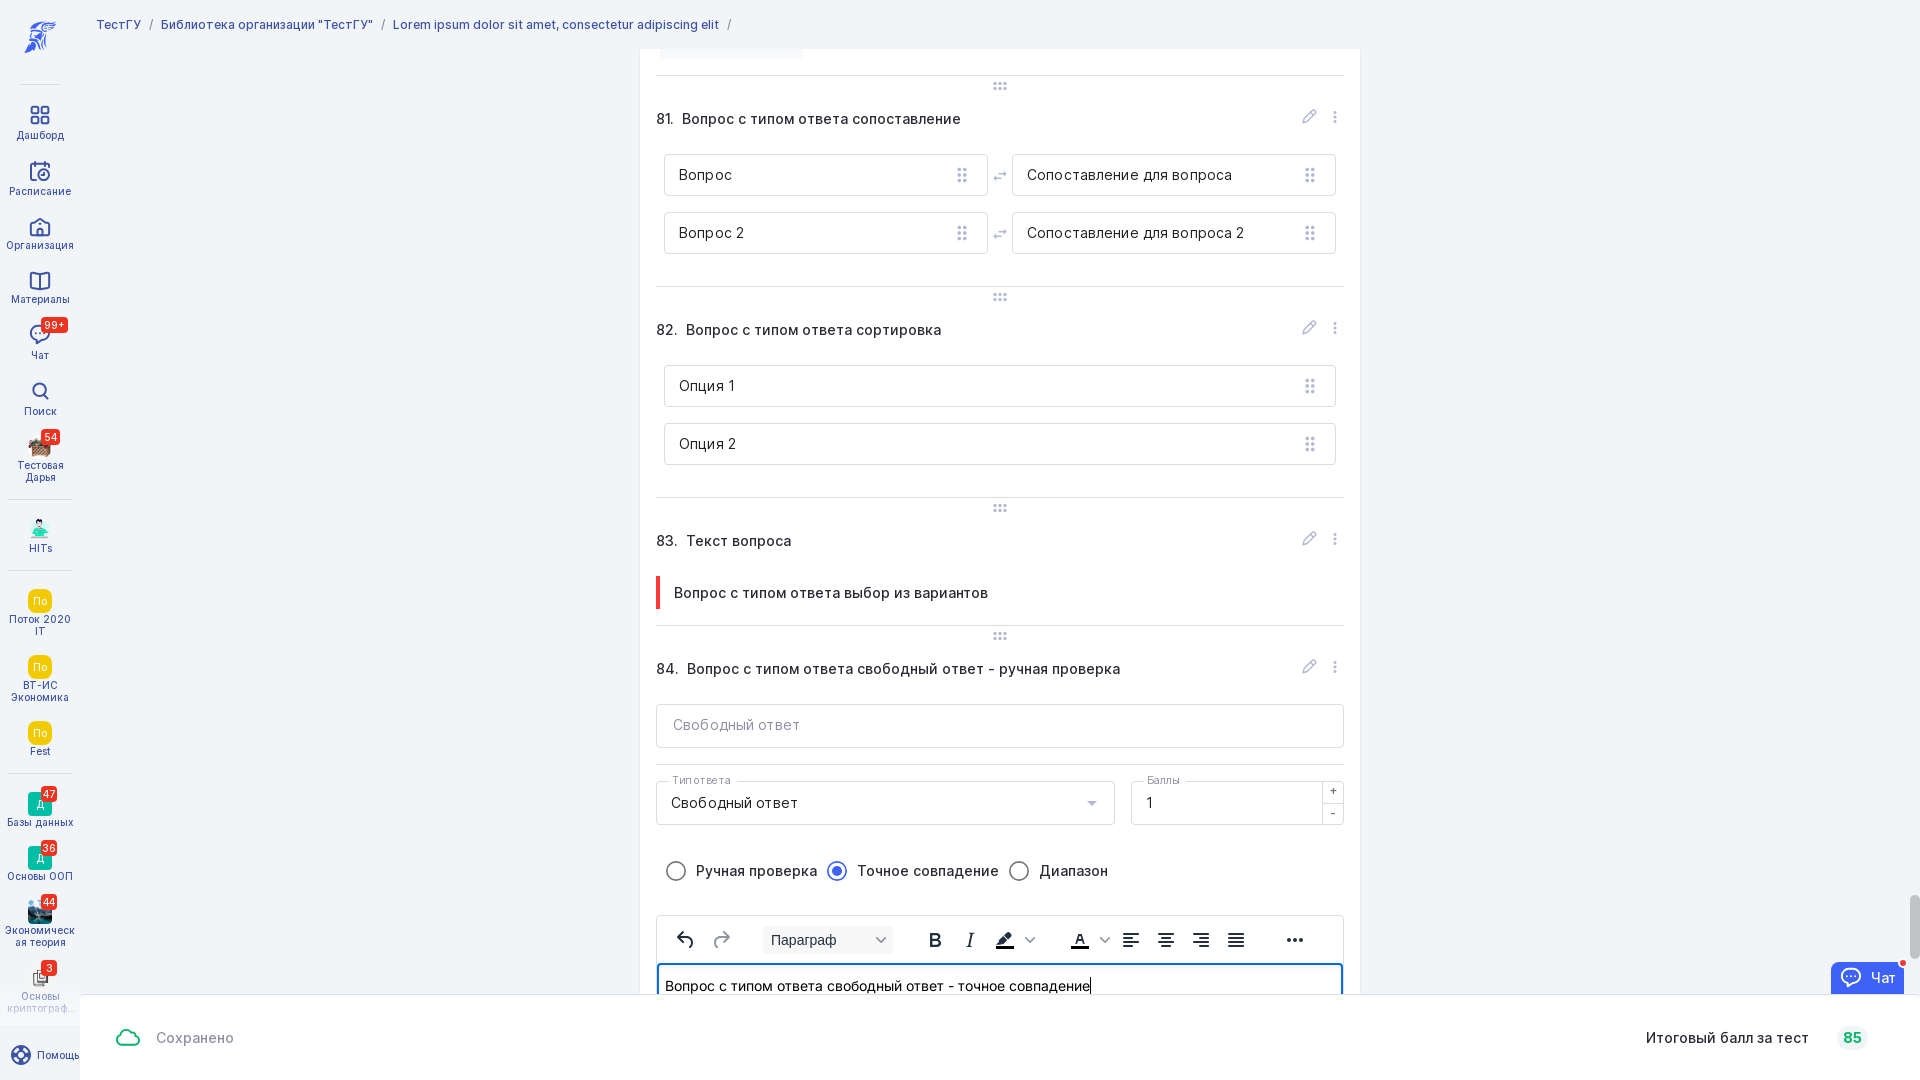 ТестГУ / Библиотека организации "ТестГУ" / Lorem ipsum dolor sit amet, consectetur adipiscing elit /
Дашборд
Расписание
Организация
Материалы
99+
Чат
Поиск
54
Тестовая
Дарья
HITs
По
Поток 2020
IT
По
ВТ-ИС
Экономика
По
Fest
47
Д
Базы данных
36
Д
Основы ООП
44
Экономическ
ая теория
3
Основы
криптограф...
Помощь
81. Вопрос с типом ответа сопоставление
Вопрос
Сопоставление для вопроса
Вопрос 2
Сопоставление для вопроса 2
82. Вопрос с типом ответа сортировка
Опция 1
Опция 2
83. Текст вопроса
Вопрос с типом ответа выбор из вариантов
84. Вопрос с типом ответа свободный ответ - ручная проверка
Свободный ответ
Тип ответа
Свободный ответ
Баллы
1
+
-
Ручная проверка
Точное совпадение
Диапазон
Параграф
B I A
Вопрос с типом ответа свободный ответ - точное совпадение
Чат
Сохранено
Итоговый балл за тест 85